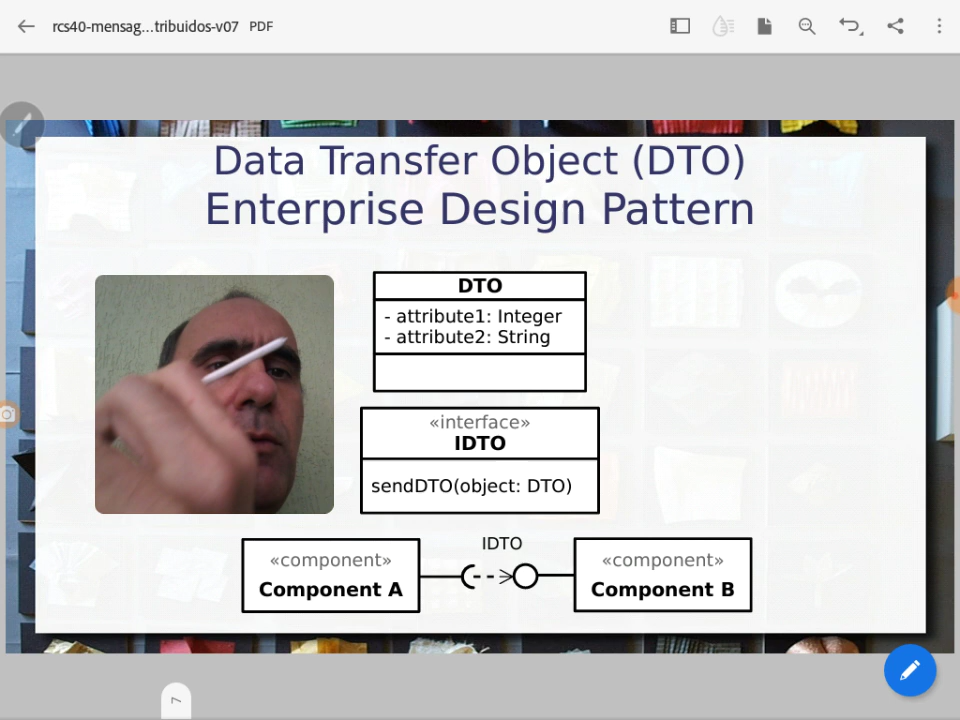 rcs40-mensag...tribuidos-v07 PDF
Data Transfer Object (DTO)
Enterprise Design Pattern
DTO
- attribute1: Integer
- attribute2: String
«interface»
IDTO
sendDTO(object: DTO)
IDTO
«component»
Component A
«component»
Component B
7